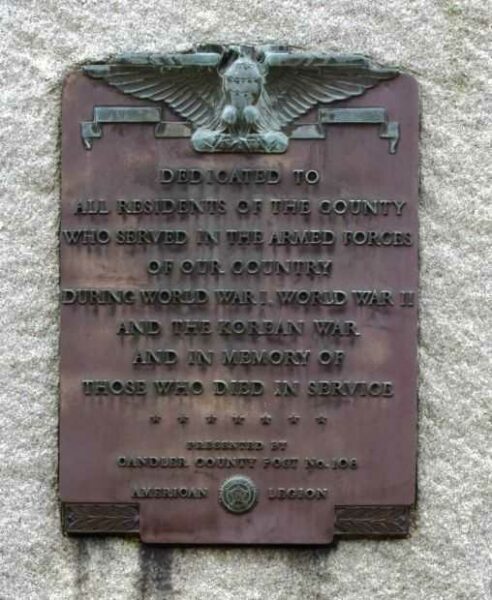 DEDICATED TO
ALL RESIDENTS OF THE COUNTY
WHO SERVED IN THE ARMED FORCES
OF OUR COUNTRY
DURING WORLD WAR I, WORLD WAR II
AND THE KOREAN WAR
AND IN MEMORY OF
THOSE WHO DIED IN SERVICE
PRESENTED BY
CANDLER COUNTY POST NO. 108
AMERICAN LEGION